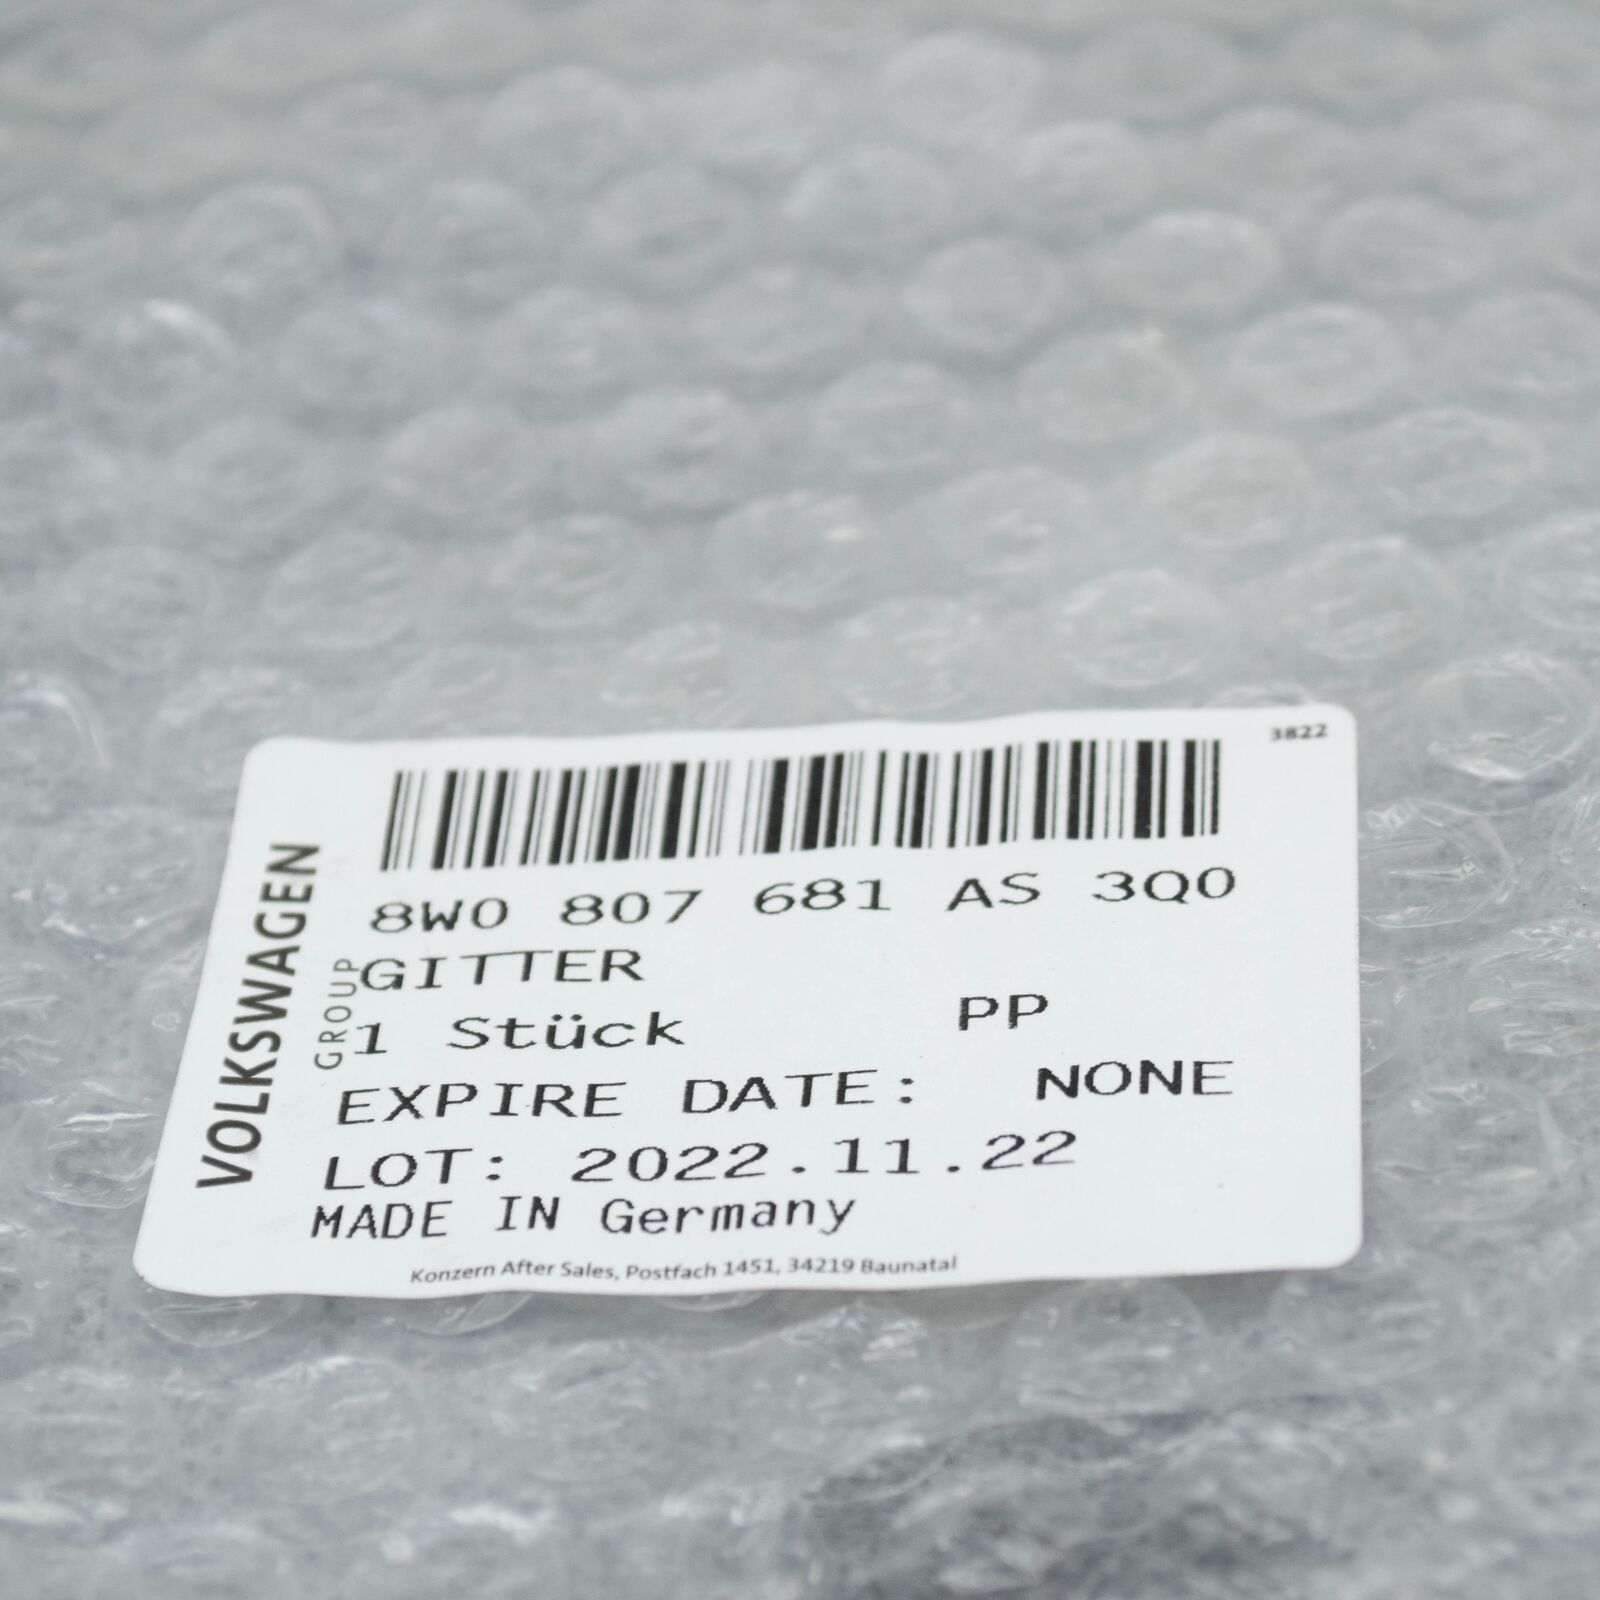 3822
8W0 807 681 AS 3Q0
GITTER
1 Stück PP
EXPIRE DATE: NONE
LOT: 2022.11.22
MADE IN Germany
Konzern After Sales, Postfach 1451, 34219 Baunatal
VOLKSWAGEN
GROUP